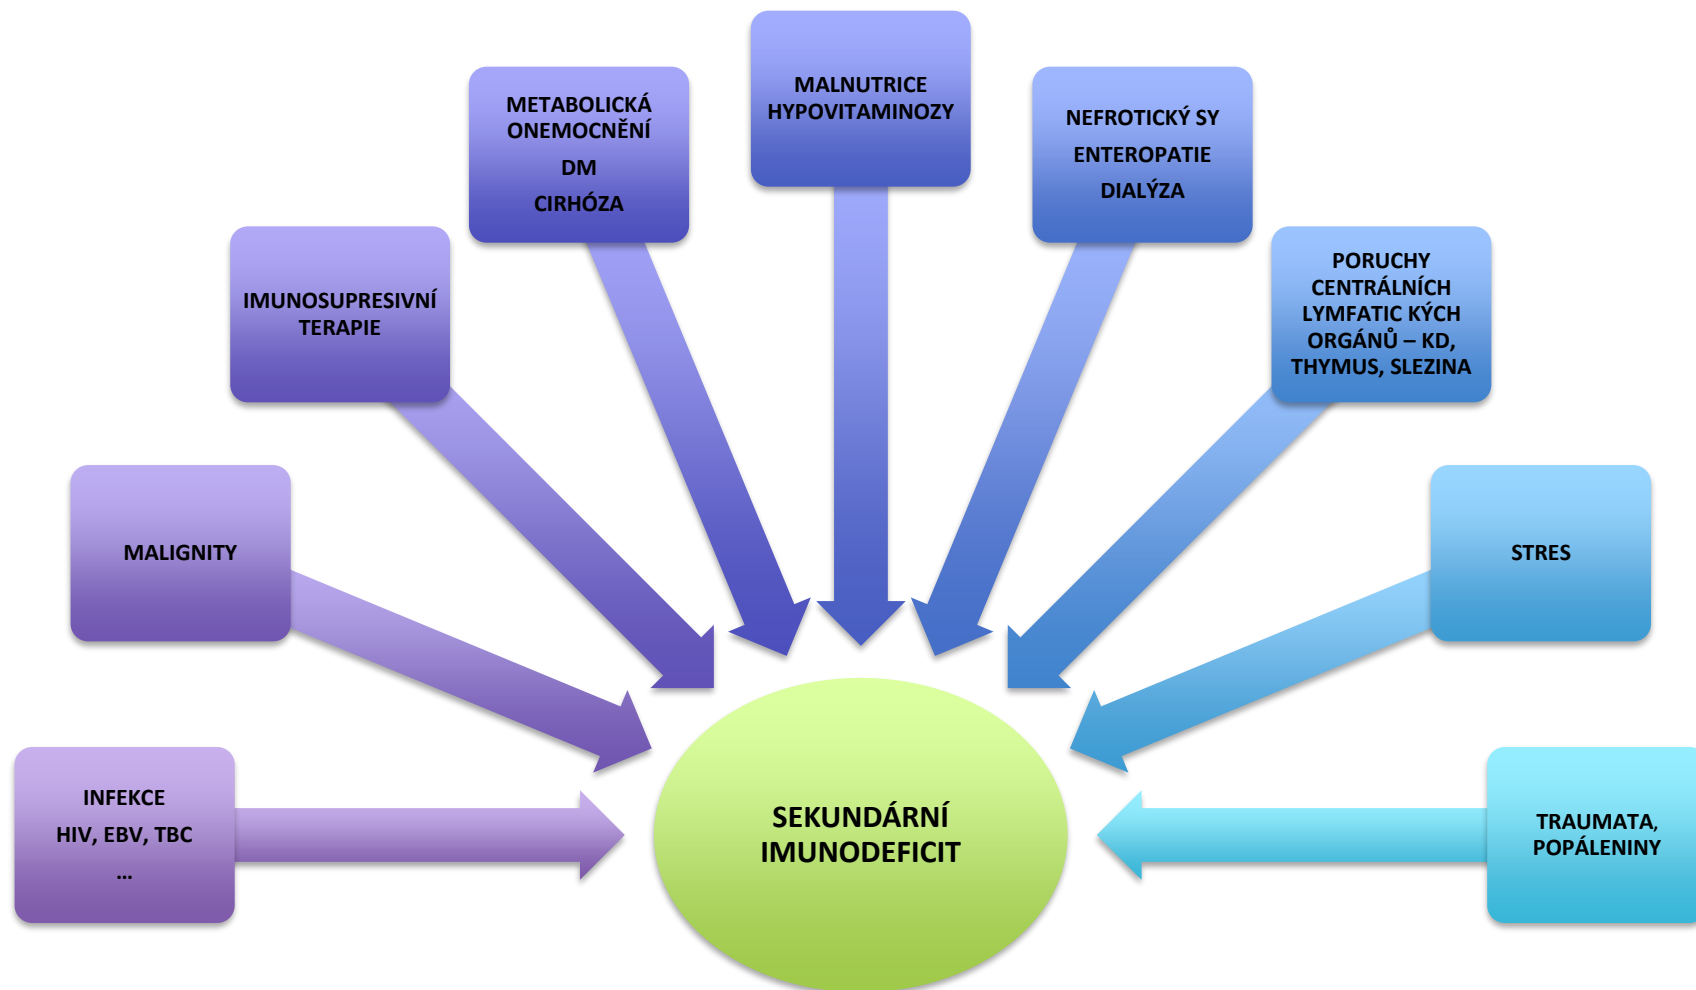 INFEKCE
HIV, EBV, TBC
...
MALIGNITY
IMUNOSUPRESIVNÍ
TERAPIE
METABOLICKÁ
ONEMOCNĚNÍ
DM
CIRHÓZA
MALNUTRICE
HYPOVITAMINOZY
NEFROTICKÝ SY
ENTEROPATIE
DIALÝZA
PORUCHY
CENTRÁLNÍCH
LYMFATIC KÝCH
ORGÁNŮ – KD,
THYMUS, SLEZINA
STRES
TRAUMATA,
POPÁLENINY
SEKUNDÁRNÍ
IMUNODEFICIT